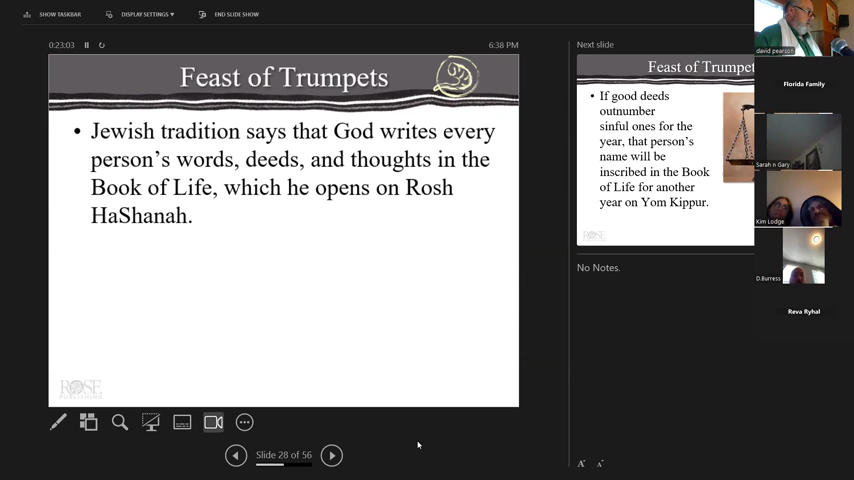 SHOW TASKBAR
DISPLAY SETTINGS ▼
END SLIDE SHOW
0:23:03
6:38 PM
Feast of Trumpets
• Jewish tradition says that God writes every
person's words, deeds, and thoughts in the
Book of Life, which he opens on Rosh
HaShanah.
ROSE
PUBLISHING
Slide 28 of 56
Next slide
Feast of Trumpe
• If good deeds
outnumber
sinful ones for the
year, that person's
name will be
inscribed in the Book
of Life for another
year on Yom Kippur.
ROSE
No Notes.
A
A
david pearson
Florida Family
Sarah n Gary
Kim Lodge
D.Burress
Reva Ryhal